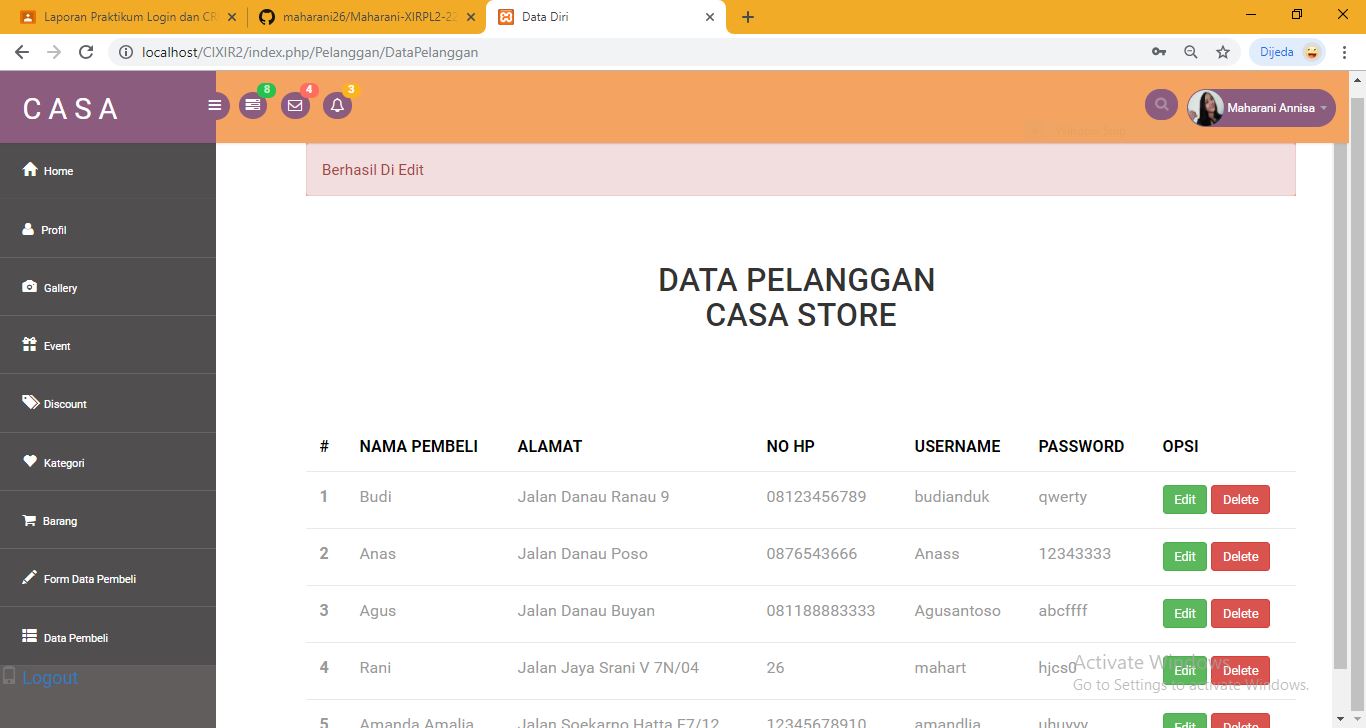 Laporan Praktikum Login dan CR
maharani26/Maharani-XIRPL2-22
Data Diri
localhost/CIXIR2/index.php/Pelanggan/DataPelanggan
Dijeda
CASA
8
4
3
Maharani Annisa
Home
Profil
Gallery
Event
Discount
Kategori
Barang
Form Data Pembeli
Data Pembeli
Logout
Berhasil Di Edit
DATA PELANGGAN
CASA STORE
# NAMA PEMBELI ALAMAT NO HP USERNAME PASSWORD OPSI
1 Budi Jalan Danau Ranau 9 08123456789 budianduk qwerty Edit Delete
2 Anas Jalan Danau Poso 0876543666 Anass 12343333 Edit Delete
3 Agus Jalan Danau Buyan 081188883333 Agusantoso abcffff Edit Delete
4 Rani Jalan Jaya Srani V 7N/04 26 mahart hjcs0 Edit Delete
5 Amanda Amalia Jalan Soekarno Hatta F7/12 12345678910 amandlia uhuyyy Edit Delete
Activate Windows
Go to Settings to activate Windows.